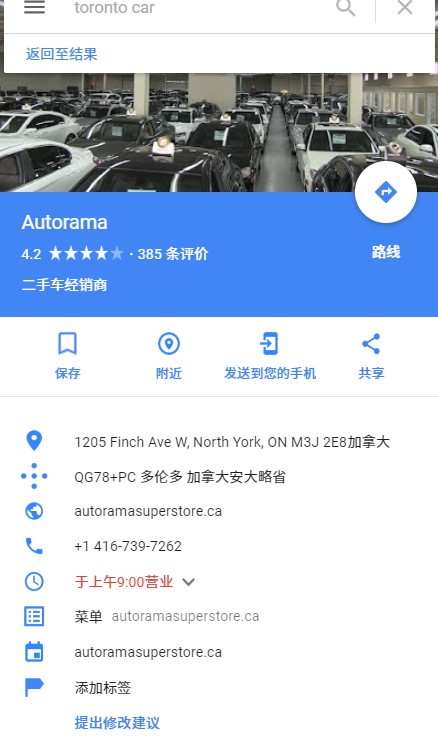 toronto car
返回至结果
Autorama
4.2 · 385 条评价
路线
二手车经销商
保存
附近
发送到您的手机
共享
1205 Finch Ave W, North York, ON M3J 2E8加拿大
QG78+PC 多伦多 加拿大安大略省
autoramasuperstore.ca
+1 416-739-7262
于上午9:00营业
菜单 autoramasuperstore.ca
autoramasuperstore.ca
添加标签
提出修改建议